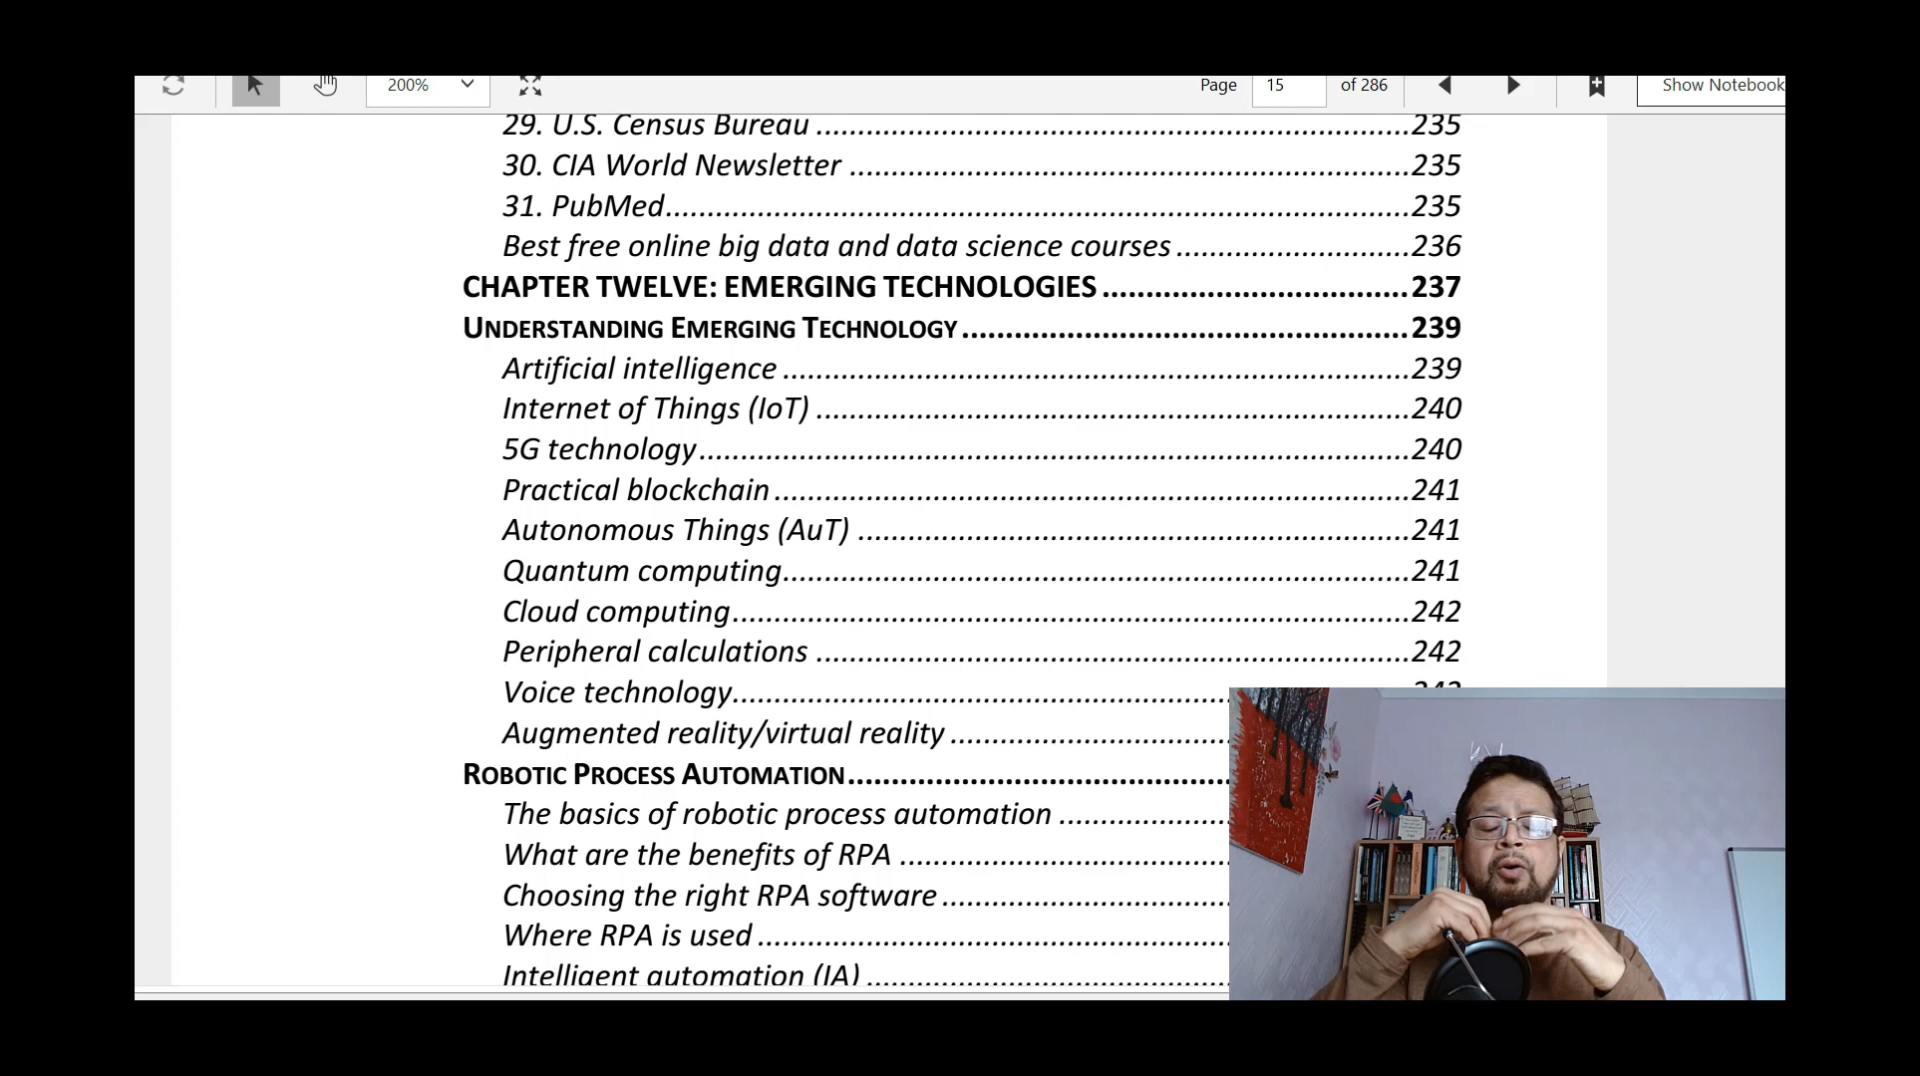 200%
Page 15 of 286
Show Notebook
29. U.S. Census Bureau ........................................................................235
30. CIA World Newsletter ....................................................................235
31. PubMed..........................................................................................235
Best free online big data and data science courses ............................236
CHAPTER TWELVE: EMERGING TECHNOLOGIES ......................................237
UNDERSTANDING EMERGING TECHNOLOGY.......................................................239
Artificial intelligence ............................................................................239
Internet of Things (IoT) ........................................................................240
5G technology......................................................................................240
Practical blockchain .............................................................................241
Autonomous Things (AuT) ...................................................................241
Quantum computing............................................................................241
Cloud computing..................................................................................242
Peripheral calculations ........................................................................242
Voice technology............................................................
Augmented reality/virtual reality ..................................
ROBOTIC PROCESS AUTOMATION...............................................
The basics of robotic process automation .....................
What are the benefits of RPA ........................................
Choosing the right RPA software ...................................
Where RPA is used .........................................................
Intelligent automation (IA) ............................................